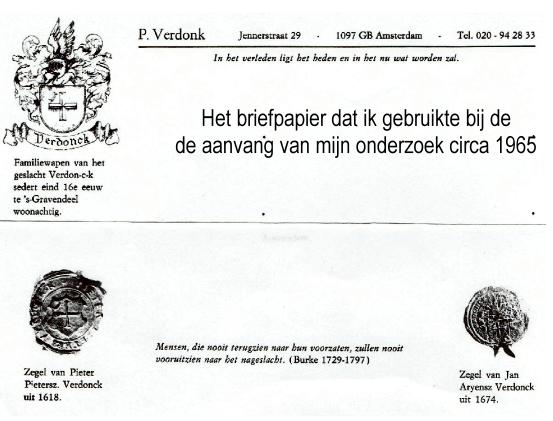 P. Verdonk Jennerstraat 29 · 1097 GB Amsterdam - Tel. 020 - 94 28 33
In het verleden ligt het heden en in het nu wat worden zal.
Het briefpapier dat ik gebruikte bij de
de aanvang van mijn onderzoek circa 1965
Verdonck
Familiewapen van het
geslacht Verdon-c-k
sedert eind 16e eeuw
te 's-Gravendeel
woonachtig.
Mensen, die nooit terugzien naar hun voorzaten, zullen nooit
vooruitzien naar het nageslacht. (Burke 1729-1797)
Zegel van Pieter
Pietersz. Verdonck
uit 1618.
Zegel van Jan
Aryensz Verdonck
uit 1674.